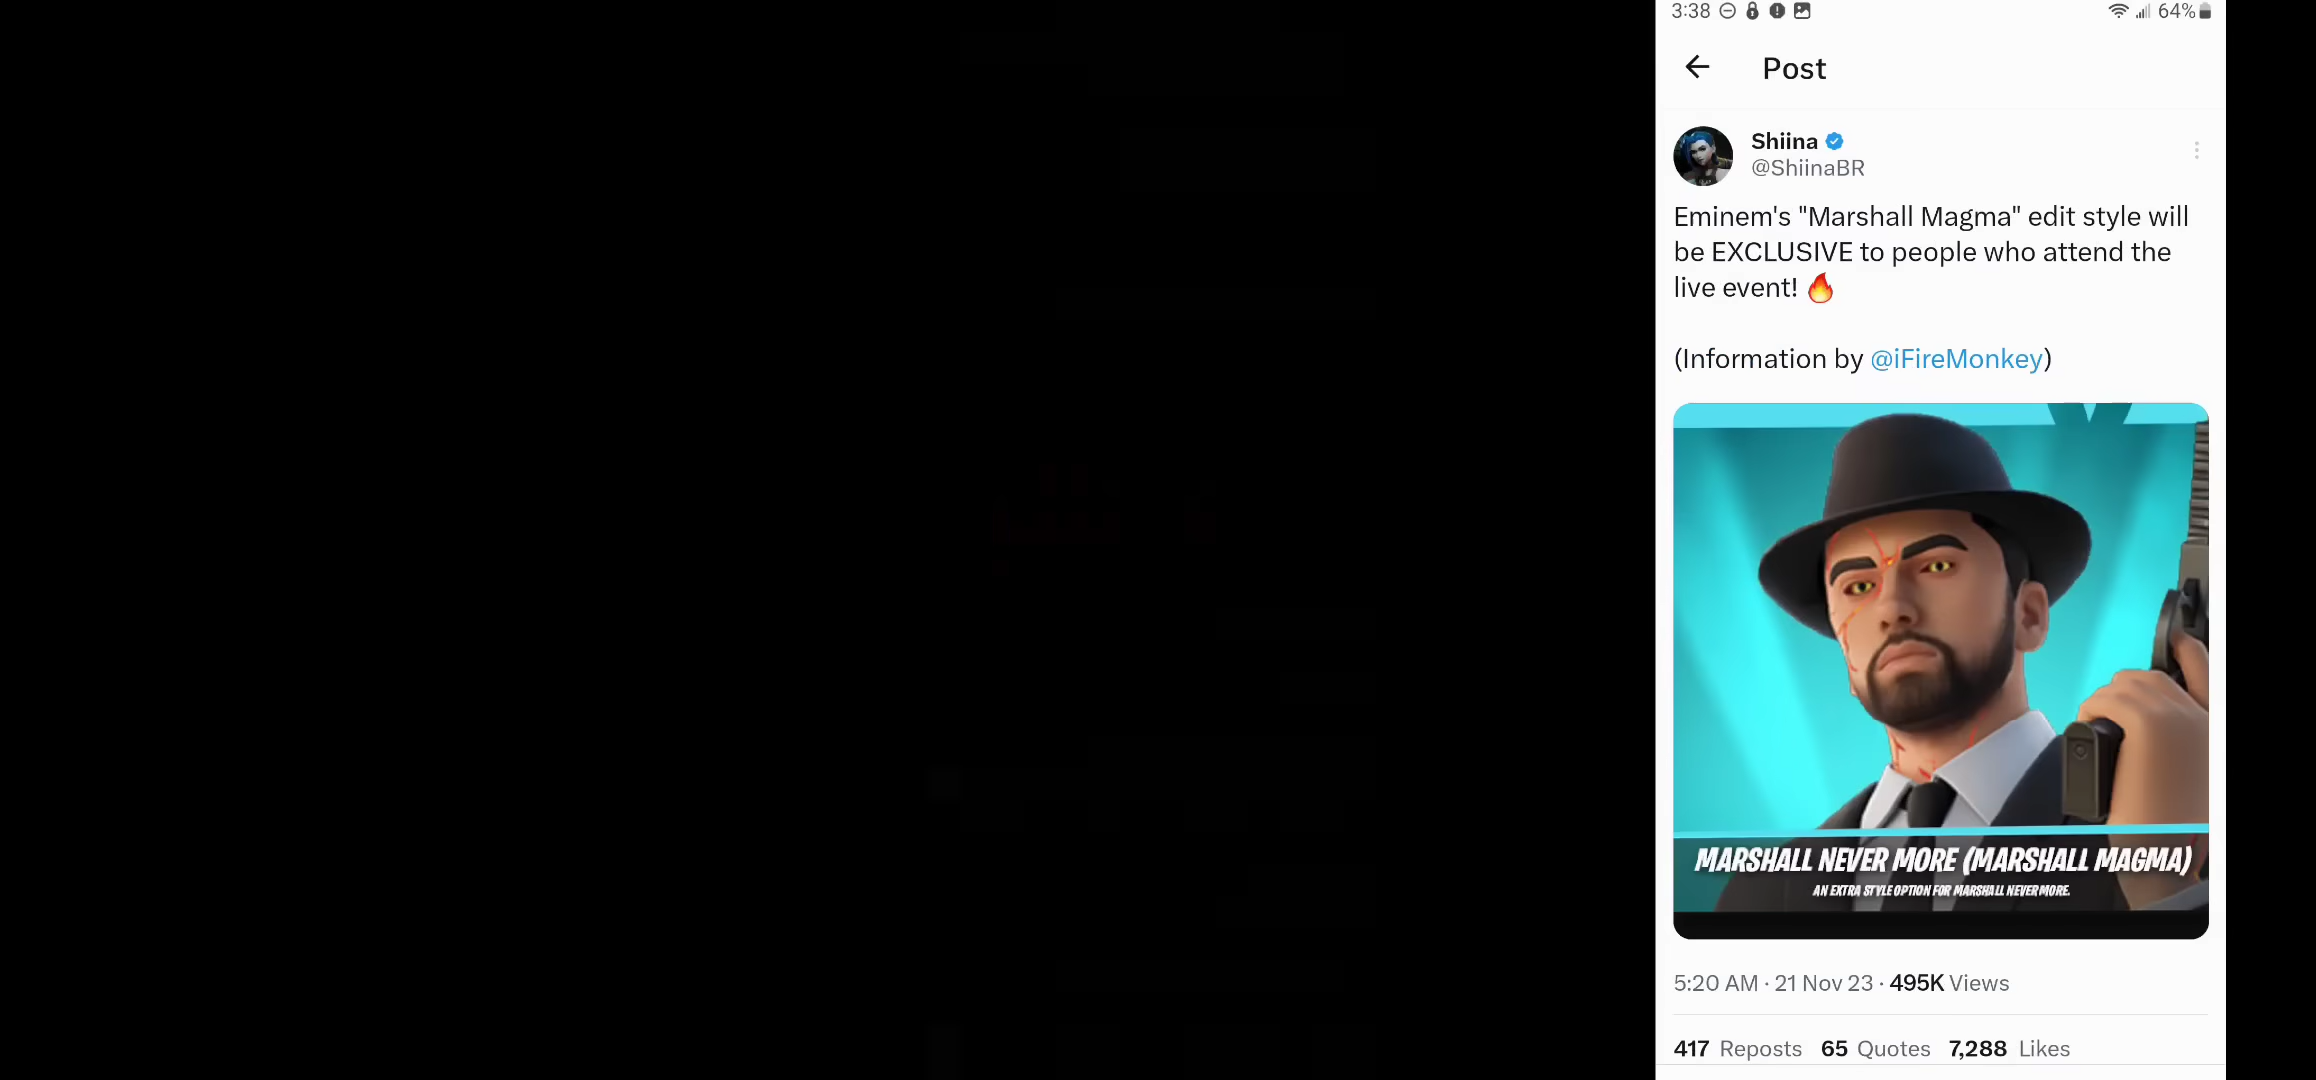 3:38
64%
Post
Shiina
@ShiinaBR
Eminem's "Marshall Magma" edit style will
be EXCLUSIVE to people who attend the
live event! 🔥
(Information by @iFireMonkey)
MARSHALL NEVER MORE (MARSHALL MAGMA)
AN EXTRA STYLE OPTION FOR MARSHALL NEVER MORE.
5:20 AM · 21 Nov 23 · 495K Views
417 Reposts 65 Quotes 7,288 Likes